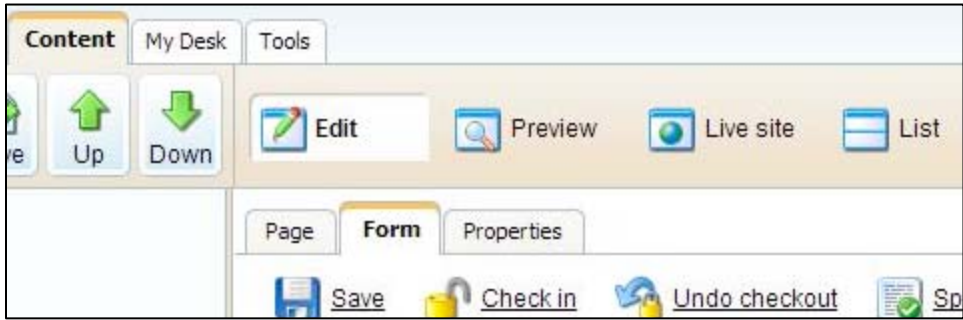 Content My Desk Tools
Edit Preview Live site List
Up Down
Page Form Properties
Save Check in Undo checkout